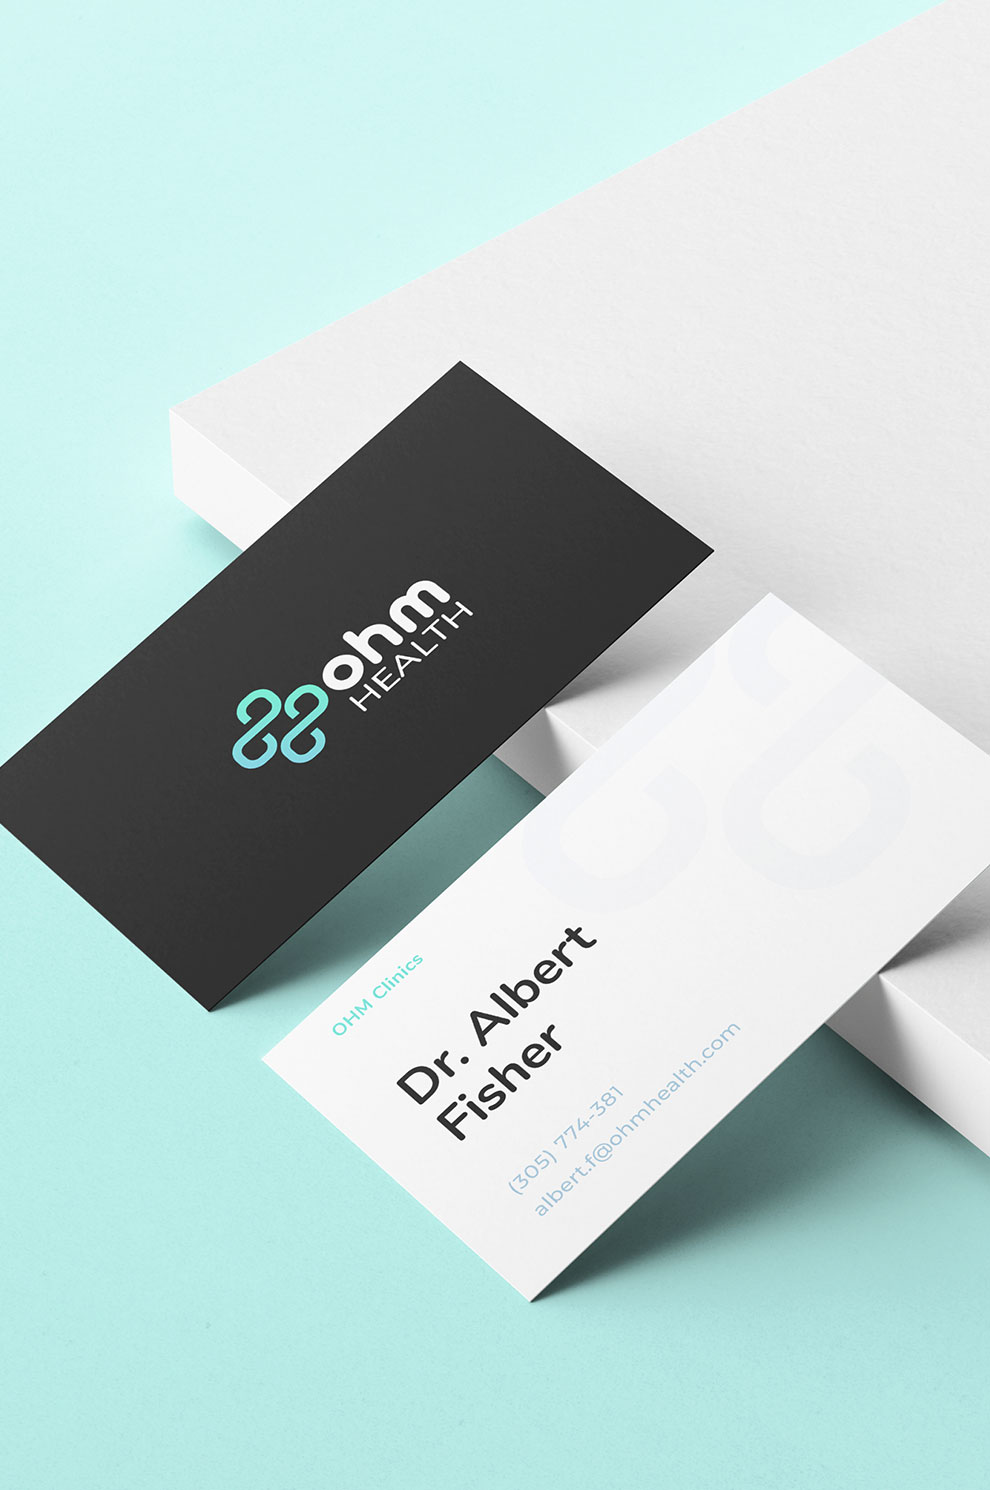 ohm
HEALTH
OHM Clinics
Dr. Albert
Fisher
(305) 774-381
albert.f@ohmhealth.com